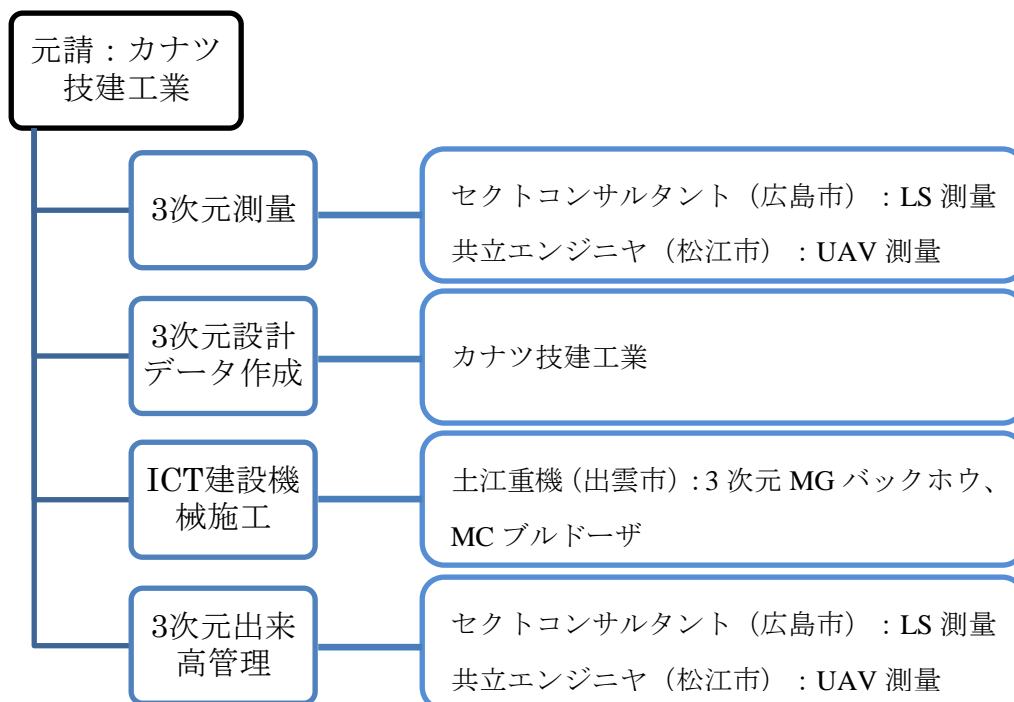 元請：カナツ
技建工業
3次元測量
セクトコンサルタント（広島市）：LS 測量
共立エンジニヤ（松江市）：UAV 測量
3次元設計
データ作成
カナツ技建工業
ICT建設機
械施工
土江重機（出雲市）：3 次元 MG バックホウ、
MC ブルドーザ
3次元出来
高管理
セクトコンサルタント（広島市）：LS 測量
共立エンジニヤ（松江市）：UAV 測量